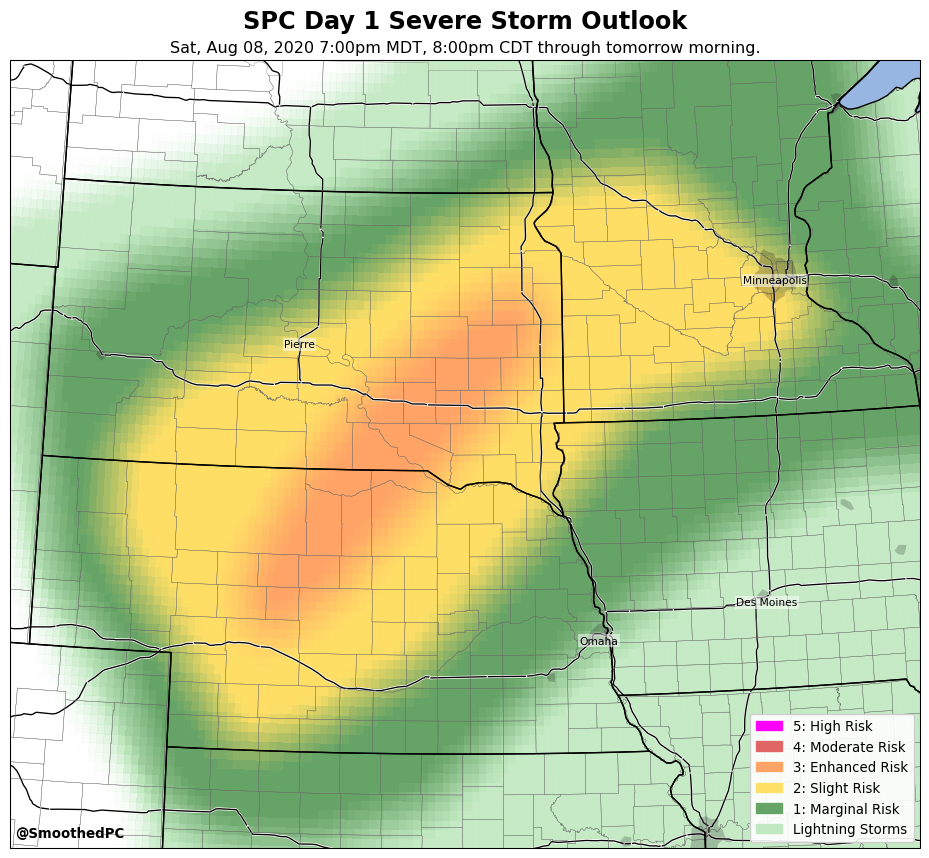 SPC Day 1 Severe Storm Outlook
Sat, Aug 08, 2020 7:00pm MDT, 8:00pm CDT through tomorrow morning.
Minneapolis
Pierre
Des Moines
Omaha
5: High Risk
4: Moderate Risk
3: Enhanced Risk
2: Slight Risk
1: Marginal Risk
Lightning Storms
@SmoothedPC